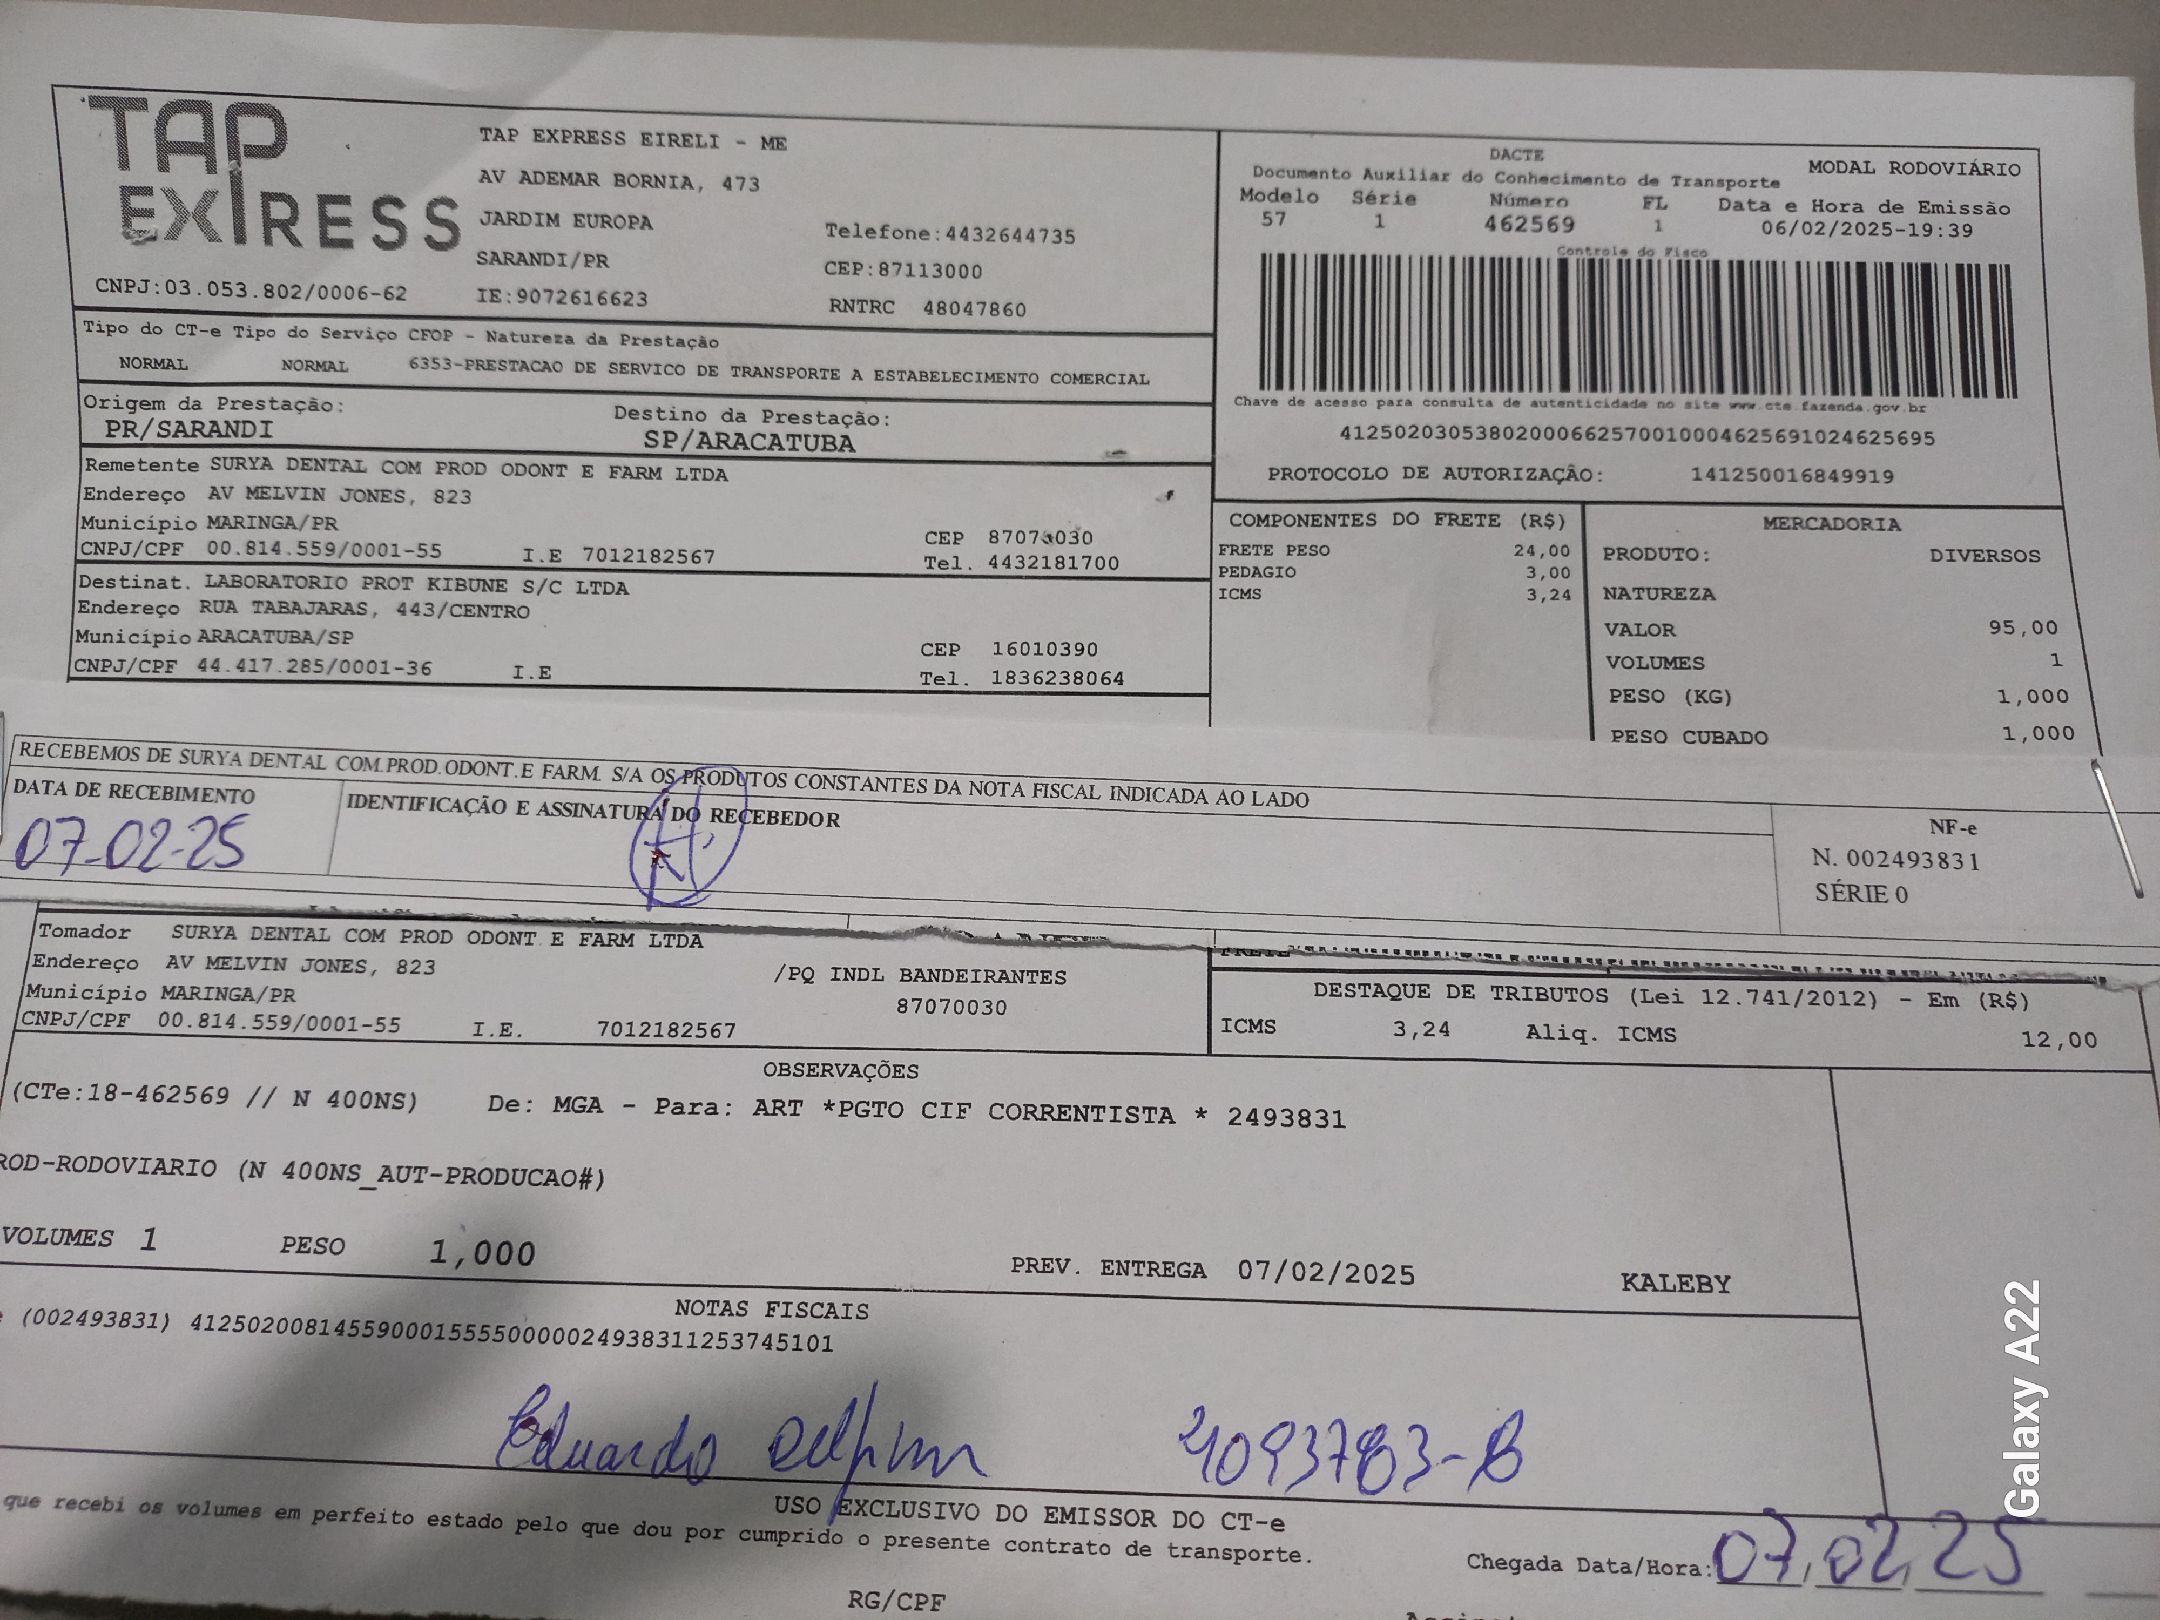 TAP EXPRESS
TAP EXPRESS EIRELI - ME
AV ADEMAR BORNIA, 473
JARDIM EUROPA
Telefone:4432644735
SARANDI/PR
CEP:87113000
CNPJ:03.053.802/0006-62
IE:9072616623
RNTRC 48047860
DACTE
MODAL RODOVIÁRIO
Documento Auxiliar do Conhecimento de Transporte
Modelo Série Número FL Data e Hora de Emissão
57 1 462569 1 06/02/2025-19:39
Controle do Fisco
Chave de acesso para consulta de autenticidade no site www.cte.fazenda.gov.br
41250203053802000662570010004625691024625695
PROTOCOLO DE AUTORIZAÇÃO: 141250016849919
Tipo do CT-e Tipo do Serviço CFOP - Natureza da Prestação
NORMAL NORMAL 6353-PRESTACAO DE SERVICO DE TRANSPORTE A ESTABELECIMENTO COMERCIAL
Origem da Prestação: Destino da Prestação:
PR/SARANDI SP/ARACATUBA
Remetente SURYA DENTAL COM PROD ODONT E FARM LTDA
Endereço AV MELVIN JONES, 823
Município MARINGA/PR CEP 87070030
CNPJ/CPF 00.814.559/0001-55 I.E 7012182567 Tel. 4432181700
Destinat. LABORATORIO PROT KIBUNE S/C LTDA
Endereço RUA TABAJARAS, 443/CENTRO
Município ARACATUBA/SP CEP 16010390
CNPJ/CPF 44.417.285/0001-36 I.E Tel. 1836238064
COMPONENTES DO FRETE (R$)
FRETE PESO 24,00
PEDAGIO 3,00
ICMS 3,24
MERCADORIA
PRODUTO: DIVERSOS
NATUREZA
VALOR 95,00
VOLUMES 1
PESO (KG) 1,000
PESO CUBADO 1,000
RECEBEMOS DE SURYA DENTAL COM.PROD.ODONT.E FARM. S/A OS PRODUTOS CONSTANTES DA NOTA FISCAL INDICADA AO LADO
DATA DE RECEBIMENTO
IDENTIFICAÇÃO E ASSINATURA DO RECEBEDOR
07-02-25
NF-e
N. 002493831
SÉRIE 0
Tomador SURYA DENTAL COM PROD ODONT E FARM LTDA
Endereço AV MELVIN JONES, 823 /PQ INDL BANDEIRANTES
Município MARINGA/PR 87070030
CNPJ/CPF 00.814.559/0001-55 I.E. 7012182567
DESTAQUE DE TRIBUTOS (Lei 12.741/2012) - Em (R$)
ICMS 3,24 Aliq. ICMS 12,00
OBSERVAÇÕES
(CTe:18-462569 // N 400NS) De: MGA - Para: ART *PGTO CIF CORRENTISTA * 2493831
ROD-RODOVIARIO (N 400NS_AUT-PRODUCAO#)
VOLUMES 1 PESO 1,000 PREV. ENTREGA 07/02/2025 KALEBY
NOTAS FISCAIS
(002493831) 41250200814559000155550000024938311253745101
Eduardo
USO EXCLUSIVO DO EMISSOR DO CT-e
que recebi os volumes em perfeito estado pelo que dou por cumprido o presente contrato de transporte.
Chegada Data/Hora: 07,02,25
RG/CPF
Galaxy A22